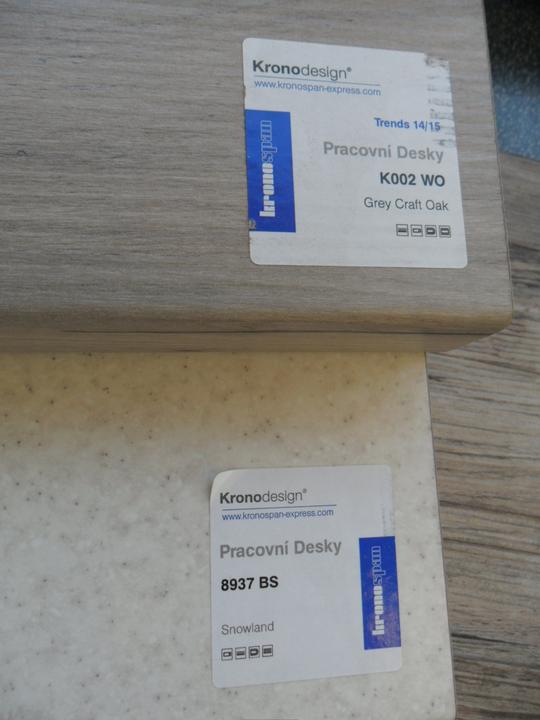 Kronodesign®
www.kronospan-express.com
Trends 14/15
kronospan
Pracovní Desky
K002 WO
Grey Craft Oak
Kronodesign®
www.kronospan-express.com
Pracovní Desky
8937 BS
kronospan
Snowland